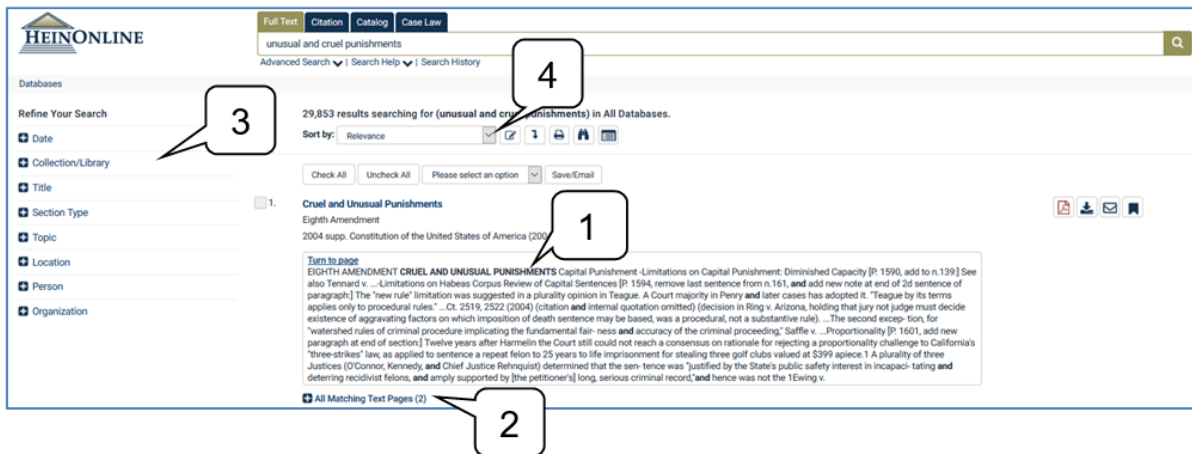 HEINONLINE
Full Text Citation Catalog Case Law
unusual and cruel punishments
Advanced Search | Search Help | Search History
4
Databases
Refine Your Search
3
29,853 results searching for (unusual and cruel punishments) in All Databases.
Date
Sort by: Relevance
Collection/Library
Title
Check All Uncheck All Please select an option Save/Email
Section Type
Topic
Location
Person
Organization
1.
Cruel and Unusual Punishments
Eighth Amendment
2004 supp. Constitution of the United States of America
1
Turn to page
EIGHTH AMENDMENT CRUEL AND UNUSUAL PUNISHMENTS Capital Punishment -Limitations on Capital Punishment: Diminished Capacity [P. 1590, add to n.139:] See
also Tennard v. ...-Limitations on Habeas Corpus Review of Capital Sentences [P. 1594, remove last sentence from n.161, and add new note at end of 2d sentence of
paragraph:] The "new rule" limitation was suggested in a plurality opinion in Teague. A Court majority in Penry and later cases has adopted it. "Teague by its terms
applies only to procedural rules." ...Ct. 2519, 2522 (2004) (citation and internal quotation omitted) (decision in Ring v. Arizona, holding that jury not judge must decide
existence of aggravating factors on which imposition of death sentence may be based, was a procedural, not a substantive rule). ...The second excep- tion, for
"watershed rules of criminal procedure implicating the fundamental fair- ness and accuracy of the criminal proceeding," Saffle v. ...Proportionality [P. 1601, add new
paragraph at end of section:] Twelve years after Harmelin the Court still could not reach a consensus on rationale for rejecting a proportionality challenge to California's
"three-strikes" law, as applied to sentence a repeat felon to 25 years to life imprisonment for stealing three golf clubs valued at $399 apiece.1 A plurality of three
Justices (O'Connor, Kennedy, and Chief Justice Rehnquist) determined that the sen- tence was "justified by the State's public safety interest in incapaci- tating and
deterring recidivist felons, and amply supported by [the petitioner's] long, serious criminal record,"and hence was not the 1Ewing v.
All Matching Text Pages (2)
2